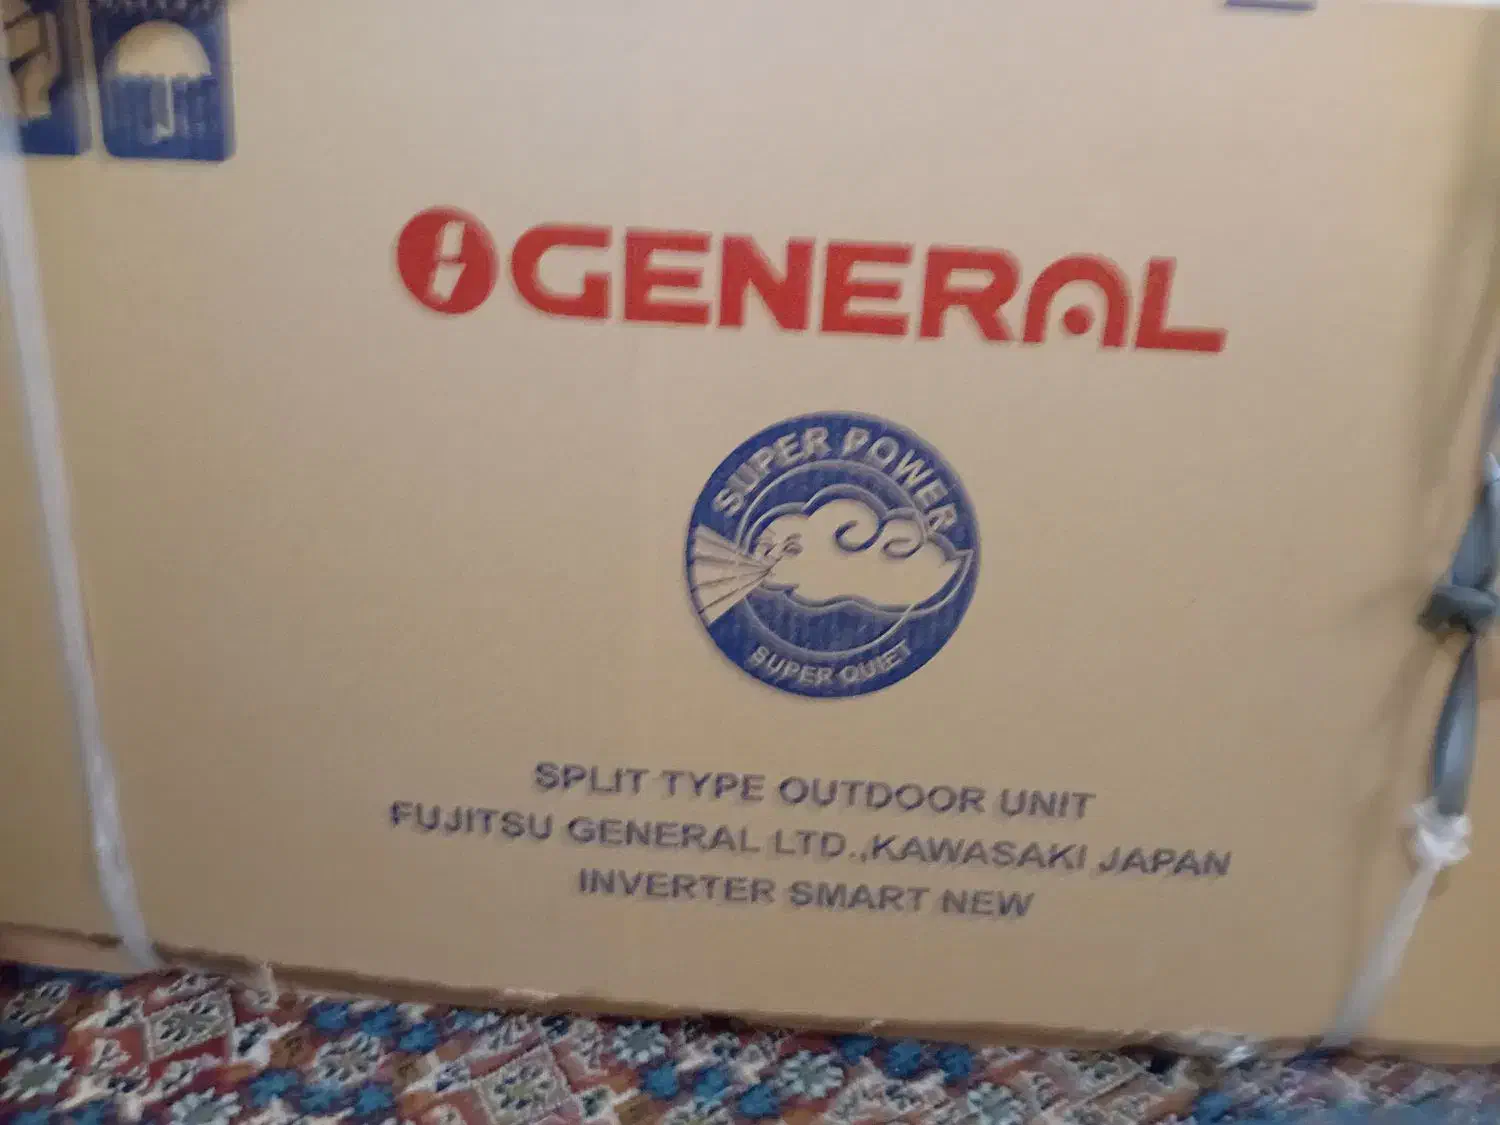 GENERAL
SUPER POWER
SUPER QUIET
SPLIT TYPE OUTDOOR UNIT
FUJITSU GENERAL LTD.,KAWASAKI JAPAN
INVERTER SMART NEW